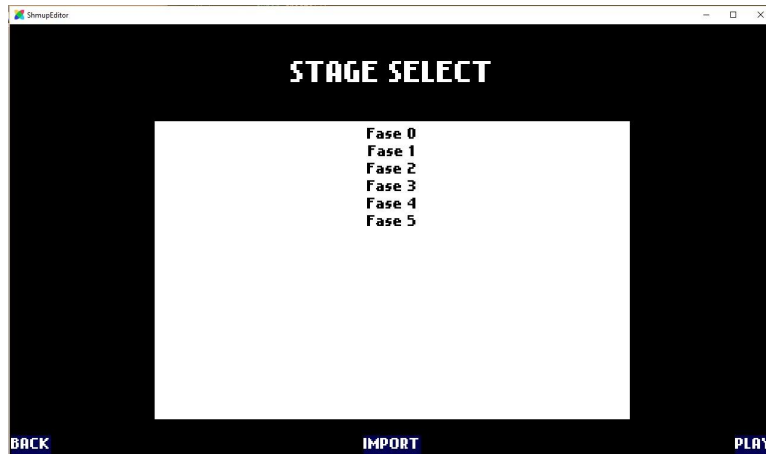 ShmupEditor
STAGE SELECT
Fase 0
Fase 1
Fase 2
Fase 3
Fase 4
Fase 5
BACK IMPORT PLAY